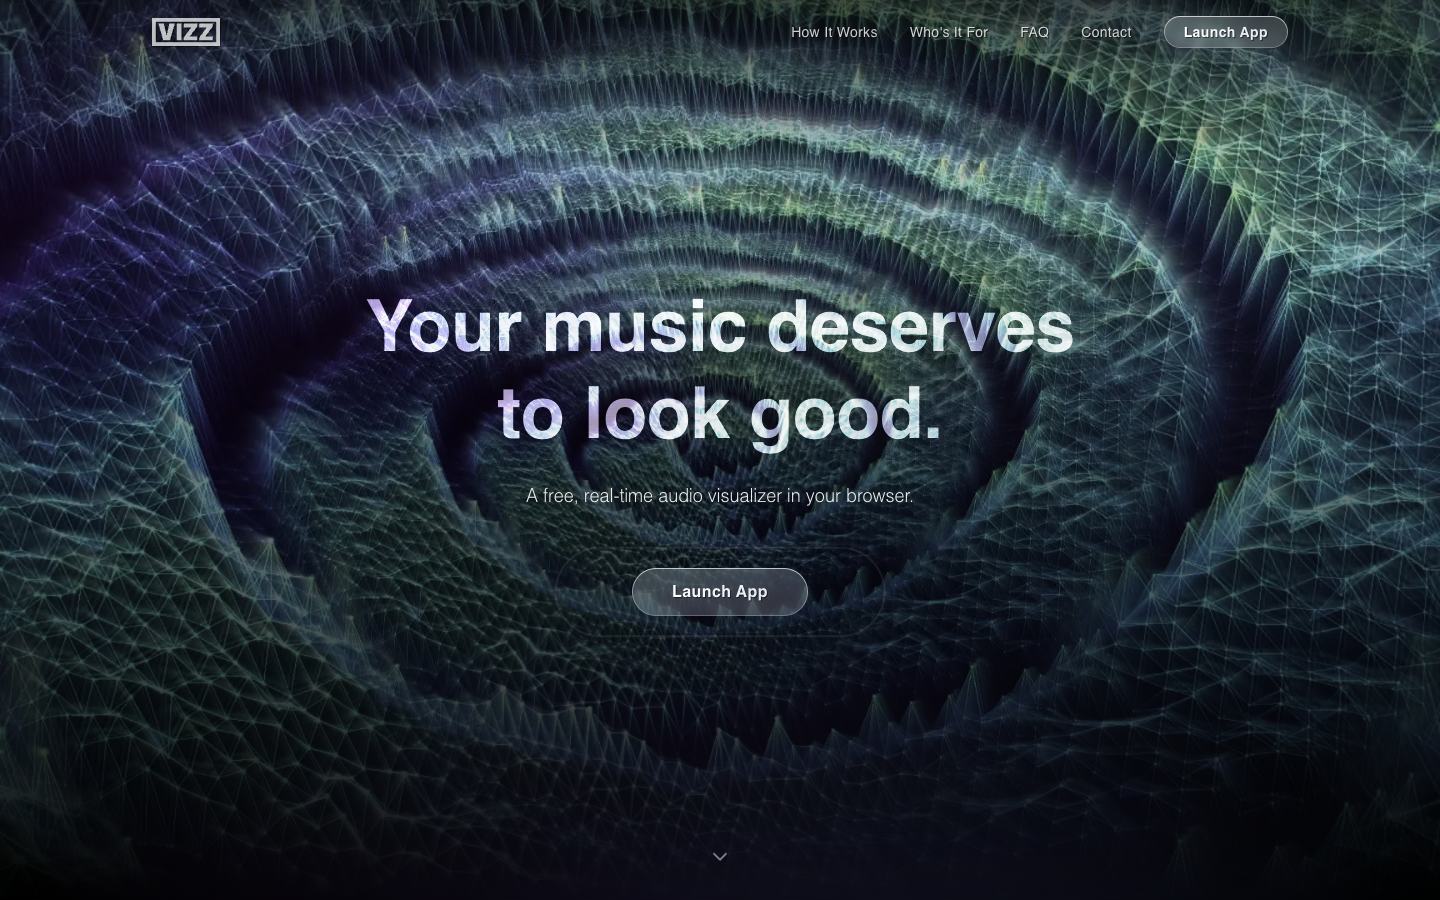 VIZZ
How It Works
Who's It For
FAQ
Contact
Launch App
Your music deserves
to look good.
A free, real-time audio visualizer in your browser.
Launch App